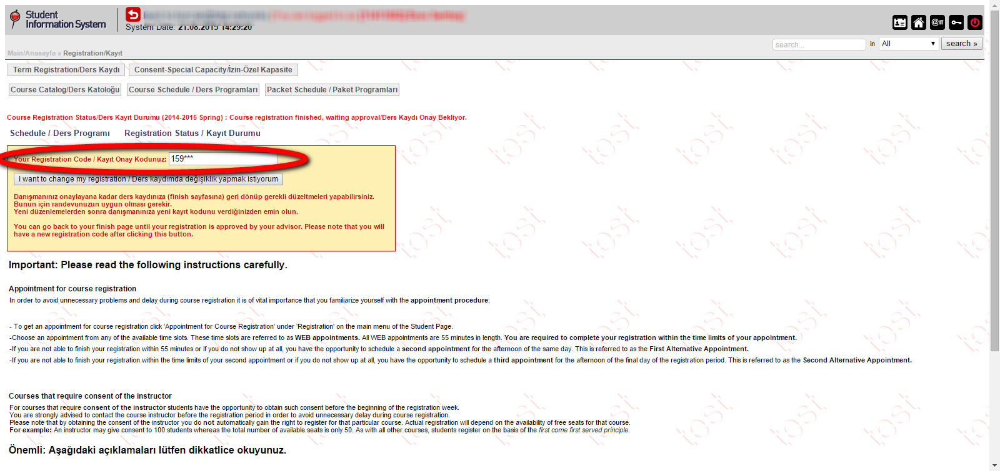 Student
Information System
System Date: 21.06.2015 14:29:20
search...
in
All
search »
Main/Anasayfa » Registration/Kayıt
Term Registration/Ders Kaydı
Consent-Special Capacity/İzin-Özel Kapasite
Course Catalog/Ders Katoloğu
Course Schedule / Ders Programları
Packet Schedule / Paket Programları
Course Registration Status/Ders Kayıt Durumu (2014-2015 Spring) : Course registration finished, waiting approval/Ders Kaydı Onay Bekliyor.
Schedule / Ders Programı
Registration Status / Kayıt Durumu
Your Registration Code / Kayıt Onay Kodunuz: 159***
I want to change my registration / Ders kaydımda değişiklik yapmak istiyorum
Danışmanınız onaylayana kadar ders kaydınıza (finish sayfasına) geri dönüp gerekli düzeltmeleri yapabilirsiniz.
Bunun için randevunuzun uygun olması gerekir.
Yeni düzenlemelerden sonra danışmanınıza yeni kayıt kodunu verdiğinizden emin olun.
You can go back to your finish page until your registration is approved by your advisor. Please note that you will
have a new registration code after clicking this button.
Important: Please read the following instructions carefully.
Appointment for course registration
In order to avoid unnecessary problems and delay during course registration it is of vital importance that you familiarize yourself with the appointment procedure:
- To get an appointment for course registration click 'Appointment for Course Registration' under 'Registration' on the main menu of the Student Page.
-Choose an appointment from any of the available time slots. These time slots are referred to as WEB appointments. All WEB appointments are 55 minutes in length. You are required to complete your registration within the time limits of your appointment.
-If you are not able to finish your registration within 55 minutes or if you do not show up at all, you have the opportunity to schedule a second appointment for the afternoon of the same day. This is referred to as the First Alternative Appointment.
-If you are not able to finish your registration within the time limits of your second appointment or if you do not show up at all, you have the opportunity to schedule a third appointment for the afternoon of the final day of the registration period. This is referred to as the Second Alternative Appointment.
Courses that require consent of the instructor
For courses that require consent of the instructor students have the opportunity to obtain such consent before the beginning of the registration week.
You are strongly advised to contact the course instructor before the registration period in order to avoid unnecessary delay during course registration.
Please note that by obtaining the consent of the instructor you do not automatically gain the right to register for that particular course. Actual registration will depend on the availability of free seats for that course.
For example: An instructor may give consent to 100 students whereas the total number of available seats is only 50. As with all other courses, students register on the basis of the first come first served principle.
Önemli: Aşağıdaki açıklamaları lütfen dikkatlice okuyunuz.